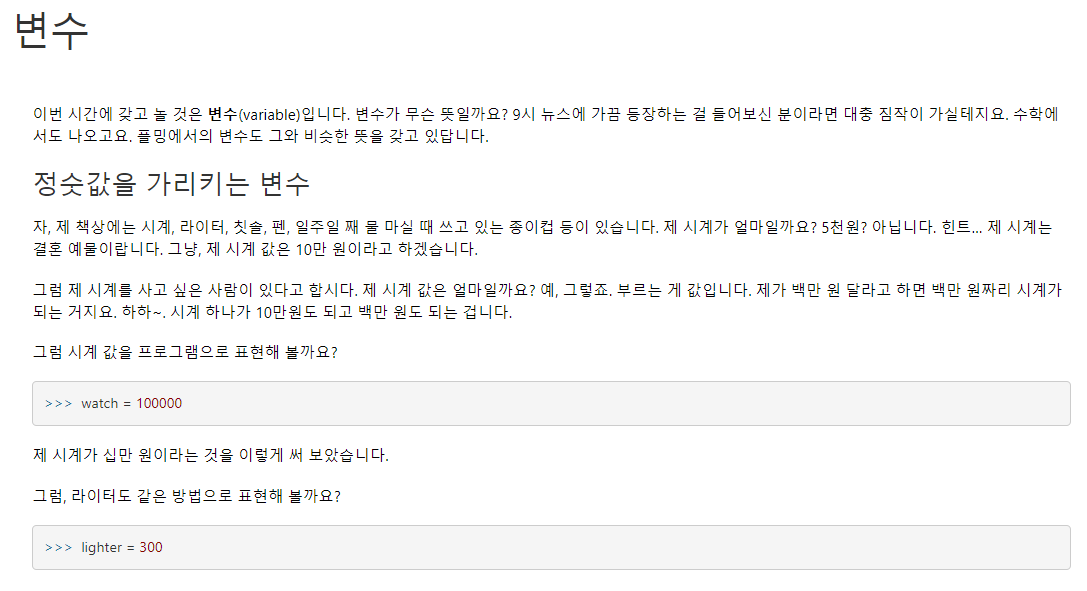 변수
이번 시간에 갖고 놀 것은 변수(variable)입니다. 변수가 무슨 뜻일까요? 9시 뉴스에 가끔 등장하는 걸 들어보신 분이라면 대충 짐작이 가실테지요. 수학에
서도 나오고요. 플밍에서의 변수도 그와 비슷한 뜻을 갖고 있답니다.
정숫값을 가리키는 변수
자, 제 책상에는 시계, 라이터, 칫솔, 펜, 일주일 째 물 마실 때 쓰고 있는 종이컵 등이 있습니다. 제 시계가 얼마일까요? 5천원? 아닙니다. 힌트... 제 시계는
결혼 예물이랍니다. 그냥, 제 시계 값은 10만 원이라고 하겠습니다.
그럼 제 시계를 사고 싶은 사람이 있다고 합시다. 제 시계 값은 얼마일까요? 예, 그렇죠. 부르는 게 값입니다. 제가 백만 원 달라고 하면 백만 원짜리 시계가
되는 거지요. 하하~. 시계 하나가 10만원도 되고 백만 원도 되는 겁니다.
그럼 시계 값을 프로그램으로 표현해 볼까요?
>>> watch = 100000
제 시계가 십만 원이라는 것을 이렇게 써 보았습니다.
그럼, 라이터도 같은 방법으로 표현해 볼까요?
>>> lighter = 300